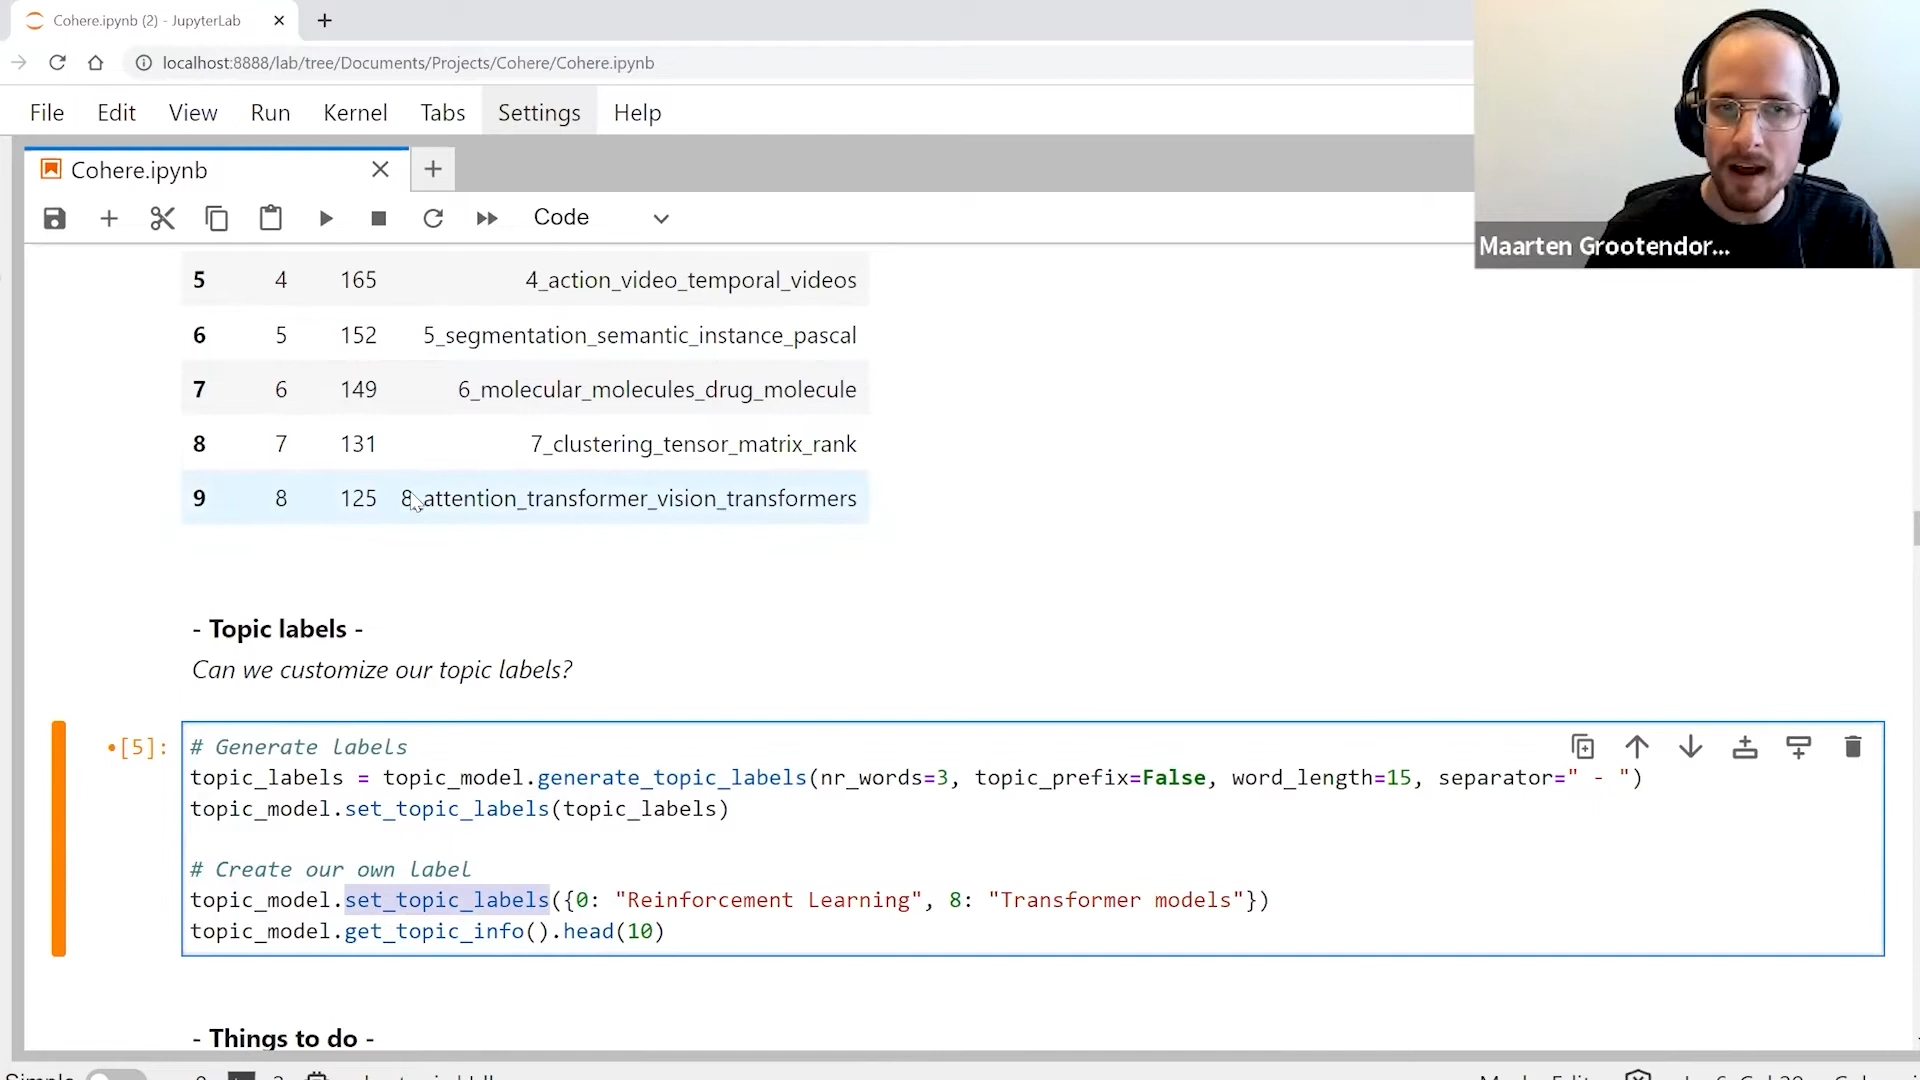 Cohere.ipynb (2) - JupyterLab
localhost:8888/lab/tree/Documents/Projects/Cohere/Cohere.ipynb
File Edit View Run Kernel Tabs Settings Help
Cohere.ipynb
Code
Maarten Grootendor...
5 4 165 4_action_video_temporal_videos
6 5 152 5_segmentation_semantic_instance_pascal
7 6 149 6_molecular_molecules_drug_molecule
8 7 131 7_clustering_tensor_matrix_rank
9 8 125 8_attention_transformer_vision_transformers
- Topic labels -
Can we customize our topic labels?
•[5]:
# Generate labels
topic_labels = topic_model.generate_topic_labels(nr_words=3, topic_prefix=False, word_length=15, separator=" - ")
topic_model.set_topic_labels(topic_labels)
# Create our own label
topic_model.set_topic_labels({0: "Reinforcement Learning", 8: "Transformer models"})
topic_model.get_topic_info().head(10)
- Things to do -